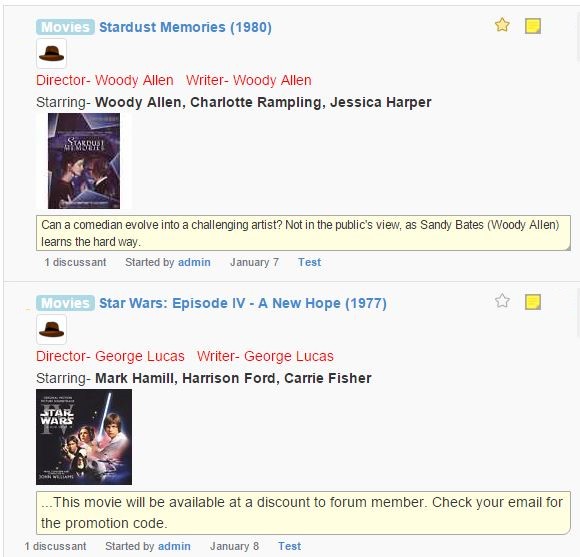 Movies Stardust Memories (1980)
Director- Woody Allen Writer- Woody Allen
Starring- Woody Allen, Charlotte Rampling, Jessica Harper
STARDUST
MEMORIES
Can a comedian evolve into a challenging artist? Not in the public's view, as Sandy Bates (Woody Allen)
learns the hard way.
1 discussant Started by admin January 7 Test
Movies Star Wars: Episode IV - A New Hope (1977)
Director- George Lucas Writer- George Lucas
Starring- Mark Hamill, Harrison Ford, Carrie Fisher
ORIGINAL MOTION
PICTURE SOUNDTRACK
STAR
WARS
IV
JOHN WILLIAMS
...This movie will be available at a discount to forum member. Check your email for
the promotion code.
1 discussant Started by admin January 8 Test